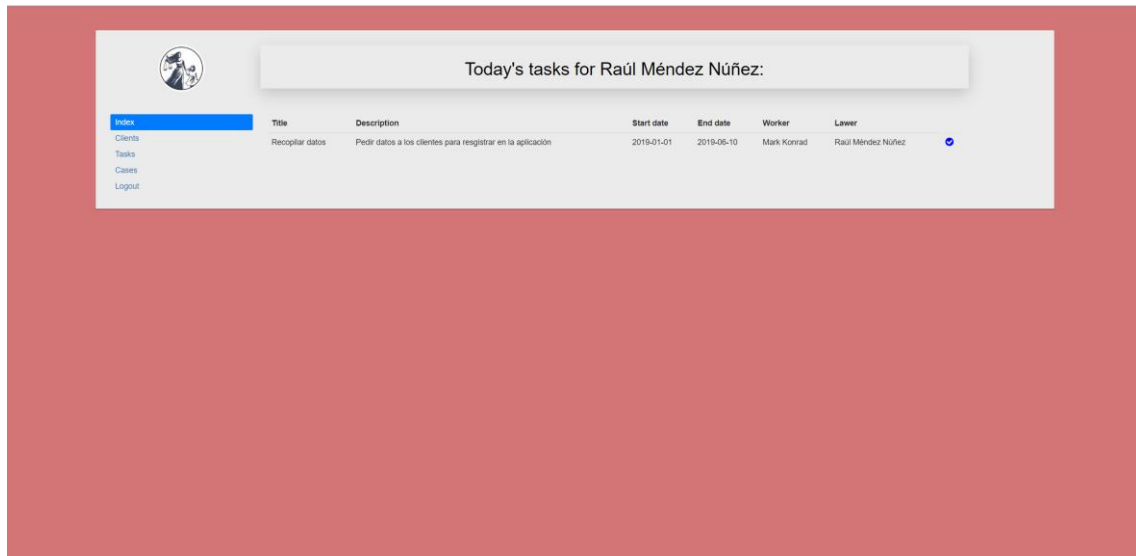 Today's tasks for Raúl Méndez Núñez:
Index
Clients
Tasks
Cases
Logout
Title Description Start date End date Worker Lawer
Recopilar datos Pedir datos a los clientes para resgistrar en la aplicación 2019-01-01 2019-06-10 Mark Konrad Raúl Méndez Núñez